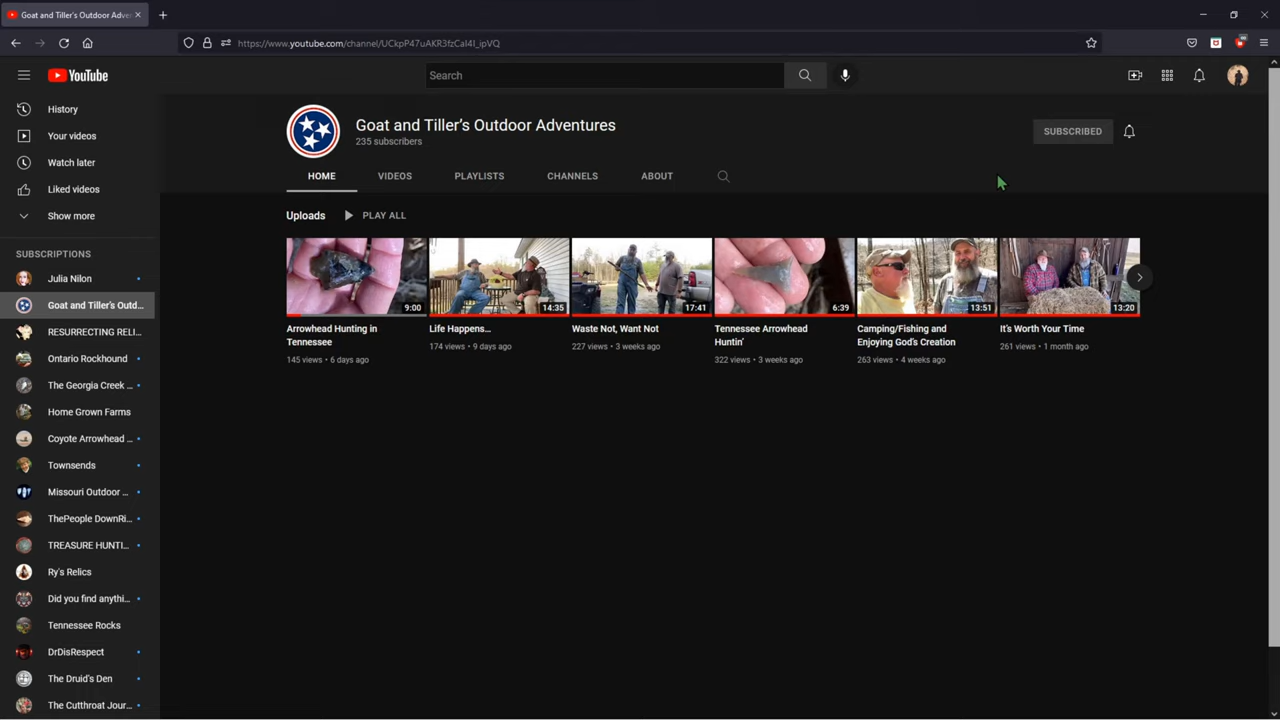 Goat and Tiller's Outdoor Adven
https://www.youtube.com/channel/UCkpP47uAKR3fzCaI4I_ipVQ
YouTube
Search
History
Your videos
Watch later
Liked videos
Show more
SUBSCRIPTIONS
Julia Nilon
Goat and Tiller's Outd...
RESURRECTING RELI...
Ontario Rockhound
The Georgia Creek ...
Home Grown Farms
Coyote Arrowhead ...
Townsends
Missouri Outdoor ...
ThePeople DownRi...
TREASURE HUNTI...
Ry's Relics
Did you find anythi...
Tennessee Rocks
DrDisRespect
The Druid's Den
The Cutthroat Jour...
Goat and Tiller's Outdoor Adventures
235 subscribers
SUBSCRIBED
HOME VIDEOS PLAYLISTS CHANNELS ABOUT
Uploads PLAY ALL
9:00
Arrowhead Hunting in
Tennessee
145 views • 6 days ago
14:35
Life Happens...
174 views • 9 days ago
17:41
Waste Not, Want Not
227 views • 3 weeks ago
6:39
Tennessee Arrowhead
Huntin'
322 views • 3 weeks ago
13:51
Camping/Fishing and
Enjoying God's Creation
263 views • 4 weeks ago
13:20
It's Worth Your Time
261 views • 1 month ago